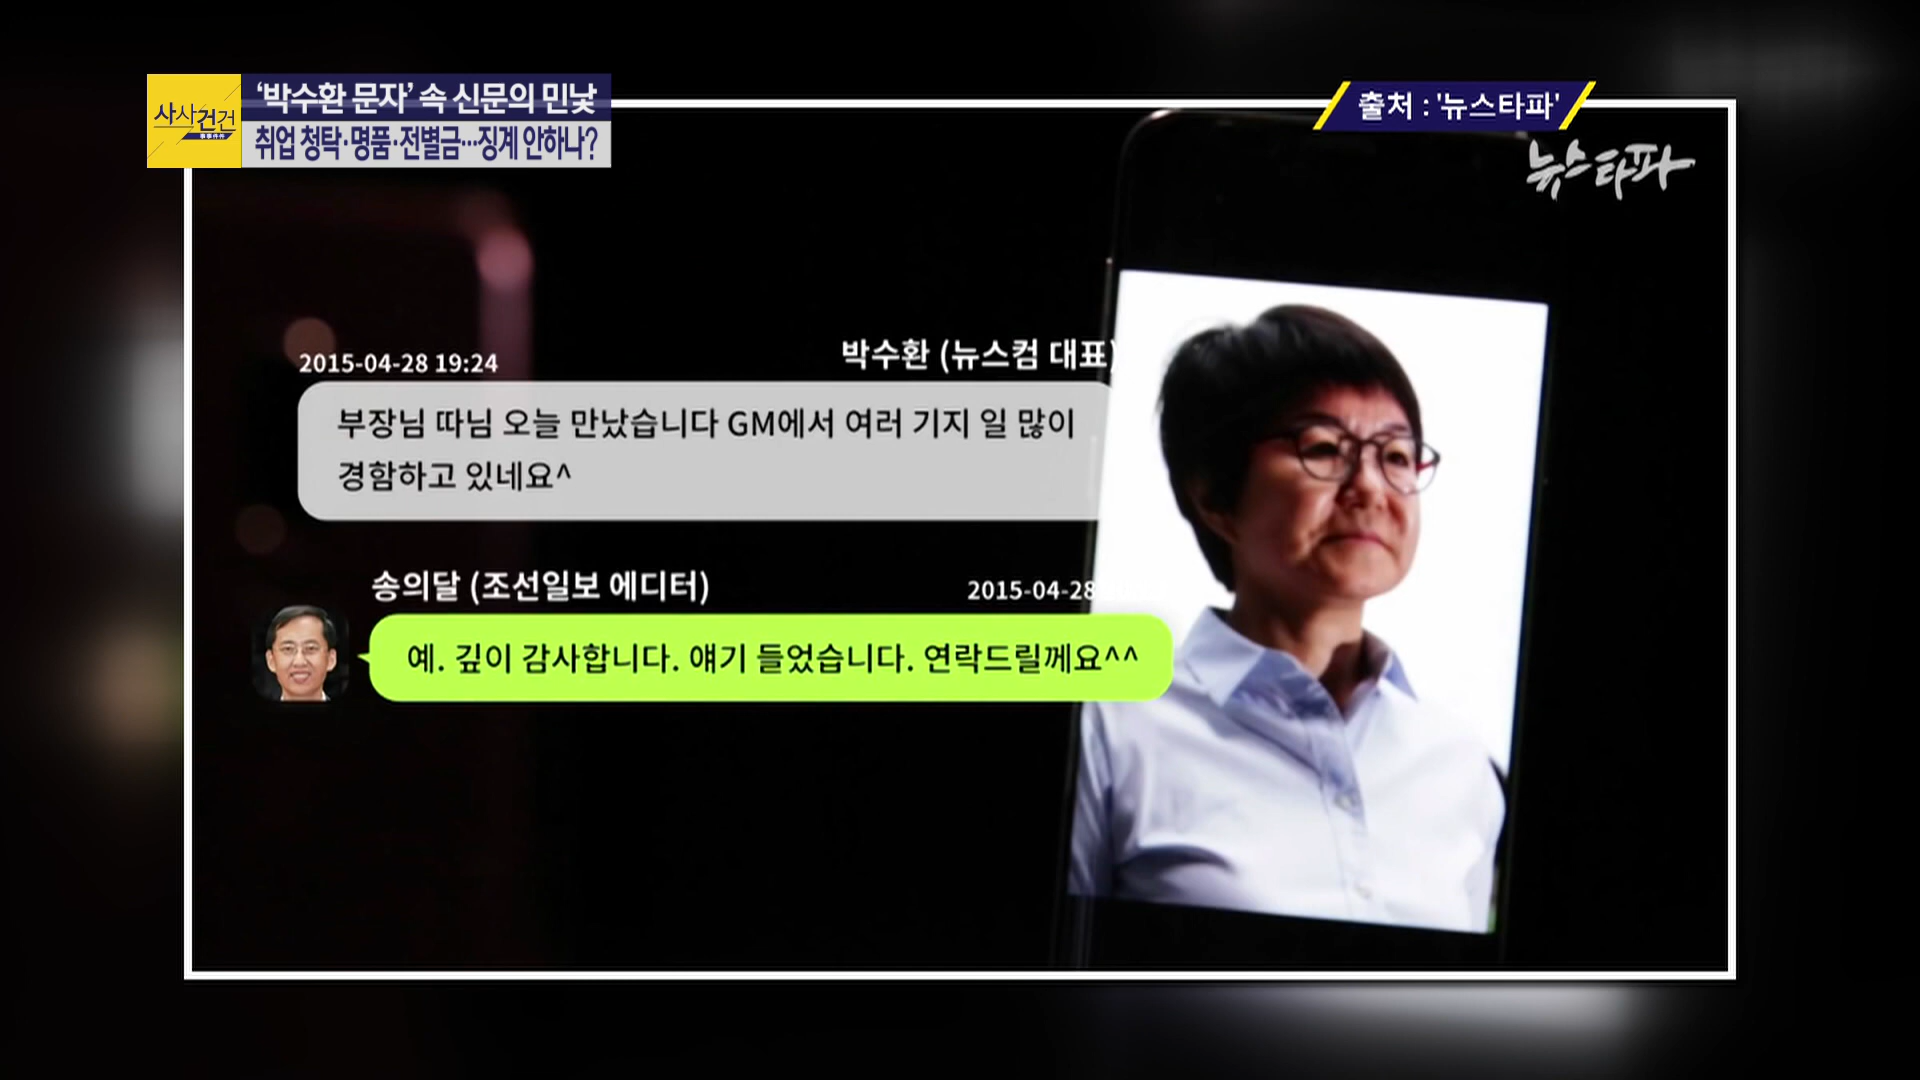 사사건건
事事件件
‘박수환 문자’ 속 신문의 민낯
취업 청탁·명품·전별금…징계 안하나?
출처 : '뉴스타파'
뉴스타파
2015-04-28 19:24
박수환 (뉴스컴 대표)
부장님 따님 오늘 만났습니다 GM에서 여러 기지 일 많이
경함하고 있네요^
송의달 (조선일보 에디터)
2015-04-28
예. 깊이 감사합니다. 얘기 들었습니다. 연락드릴께요^^